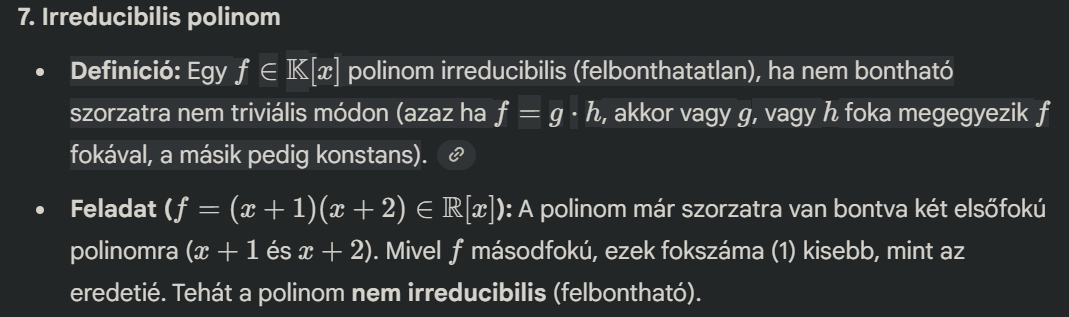 7. Irreducibilis polinom
• Definíció: Egy f ∈ 𝕂[x] polinom irreducibilis (felbonthatatlan), ha nem bontható
szorzatra nem triviális módon (azaz ha f = g · h, akkor vagy g, vagy h foka megegyezik f
fokával, a másik pedig konstans).
• Feladat (f = (x + 1)(x + 2) ∈ ℝ[x]): A polinom már szorzatra van bontva két elsőfokú
polinomra (x + 1 és x + 2). Mivel f másodfokú, ezek fokszáma (1) kisebb, mint az
eredetié. Tehát a polinom nem irreducibilis (felbontható).